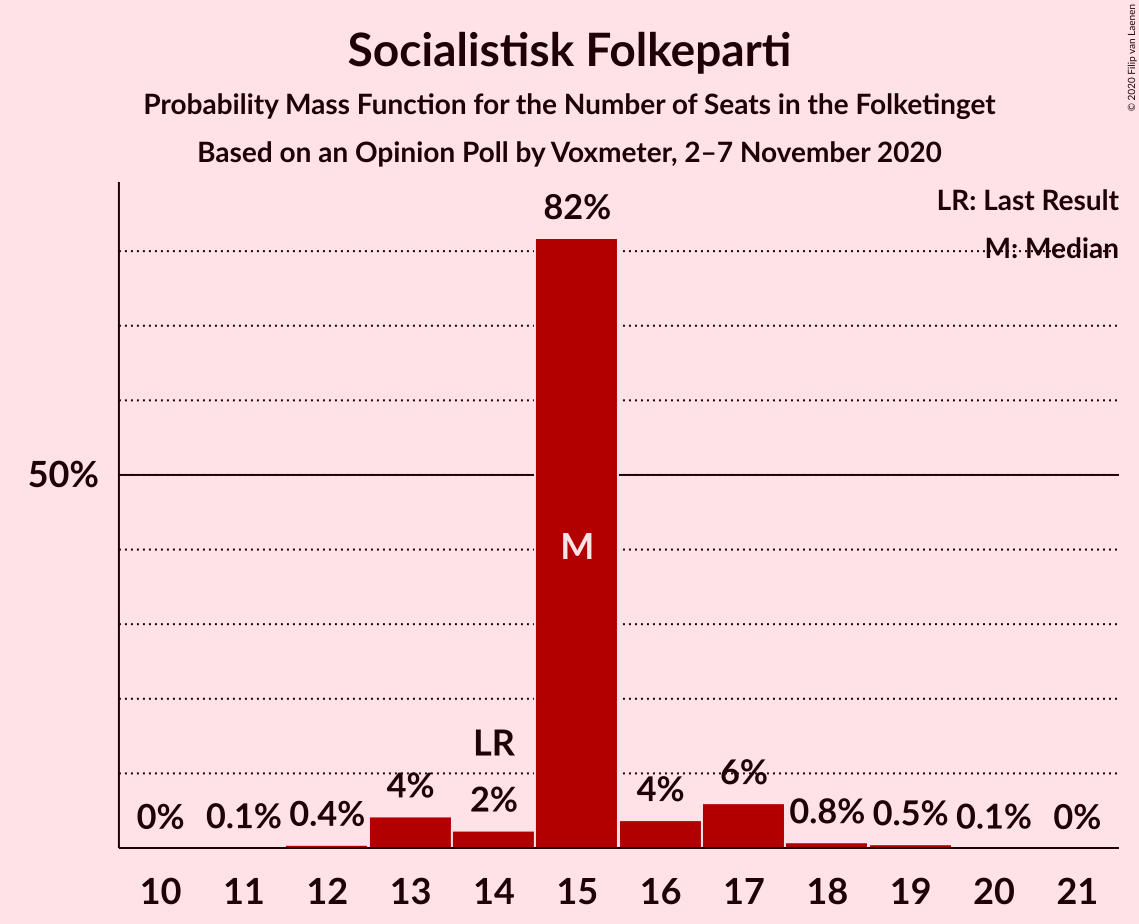 Socialistisk Folkeparti
Probability Mass Function for the Number of Seats in the Folketinget
Based on an Opinion Poll by Voxmeter, 2–7 November 2020
© 2020 Filip van Laenen
LR: Last Result
M: Median
82%
50%
M
LR
0% 0.1% 0.4% 4% 2% 4% 6% 0.8% 0.5% 0.1% 0%
10 11 12 13 14 15 16 17 18 19 20 21